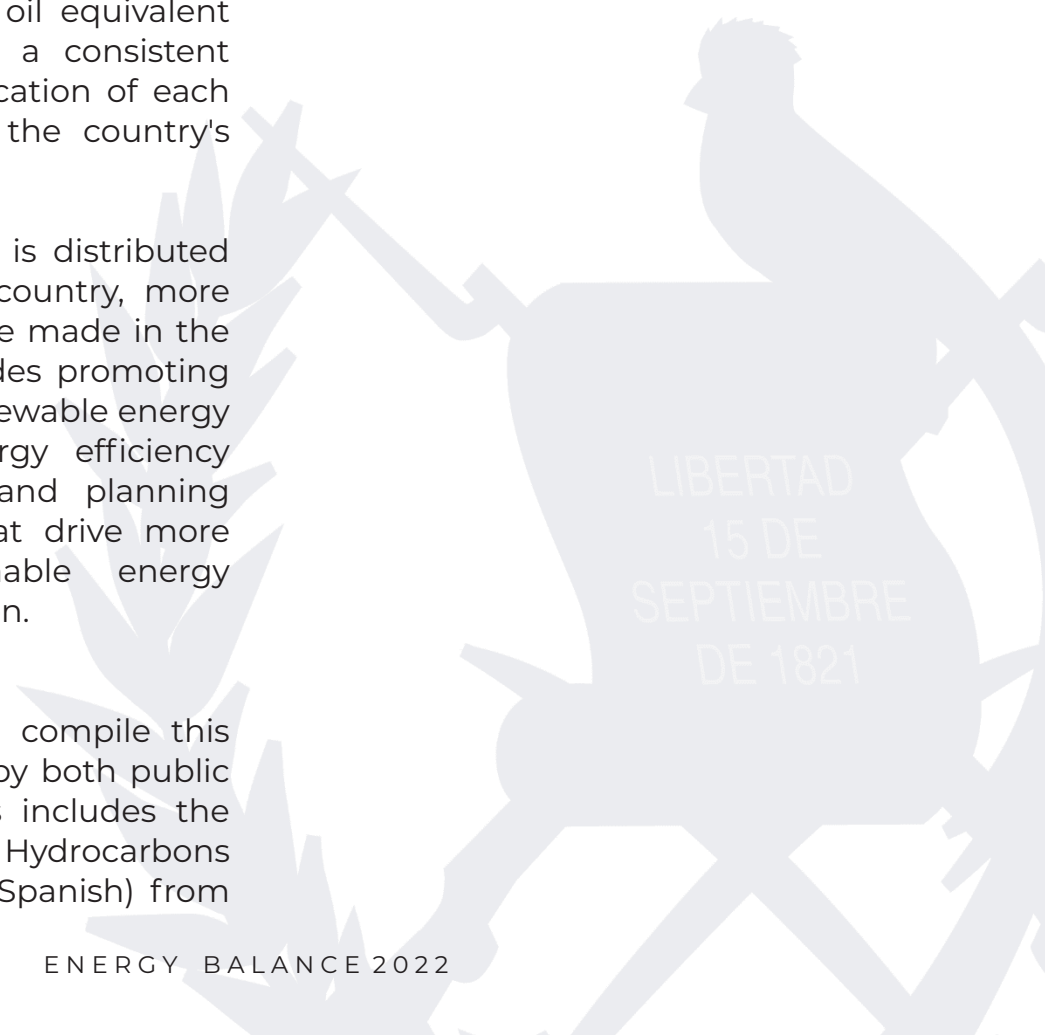 oil equivalent
a consistent
cation of each
the country's
is distributed
country, more
e made in the
des promoting
ewable energy
rgy efficiency
and planning
at drive more
able energy
n.
compile this
by both public
s includes the
Hydrocarbons
Spanish) from
LIBERTAD
15 DE
SEPTIEMBRE
DE 1821
ENERGY BALANCE 2022